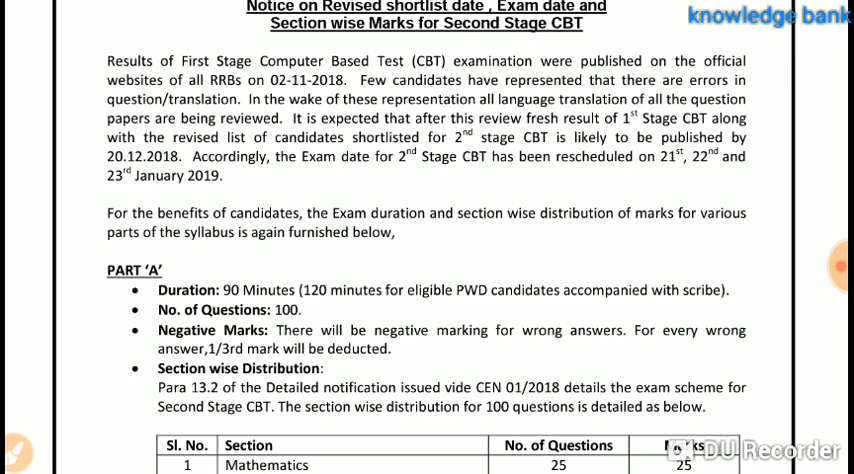 Notice on Revised shortlist date , Exam date and
knowledge bank
Section wise Marks for Second Stage CBT
Results of First Stage Computer Based Test (CBT) examination were published on the official
websites of all RRBs on 02-11-2018. Few candidates have represented that there are errors in
question/translation. In the wake of these representation all language translation of all the question
papers are being reviewed. It is expected that after this review fresh result of 1st Stage CBT along
with the revised list of candidates shortlisted for 2nd stage CBT is likely to be published by
20.12.2018. Accordingly, the Exam date for 2nd Stage CBT has been rescheduled on 21st, 22nd and
23rd January 2019.
For the benefits of candidates, the Exam duration and section wise distribution of marks for various
parts of the syllabus is again furnished below,
PART ‘A’
• Duration: 90 Minutes (120 minutes for eligible PWD candidates accompanied with scribe).
• No. of Questions: 100.
• Negative Marks: There will be negative marking for wrong answers. For every wrong
answer,1/3rd mark will be deducted.
• Section wise Distribution:
Para 13.2 of the Detailed notification issued vide CEN 01/2018 details the exam scheme for
Second Stage CBT. The section wise distribution for 100 questions is detailed as below.
Sl. No. Section No. of Questions
DU Recorder
1 Mathematics 25 25